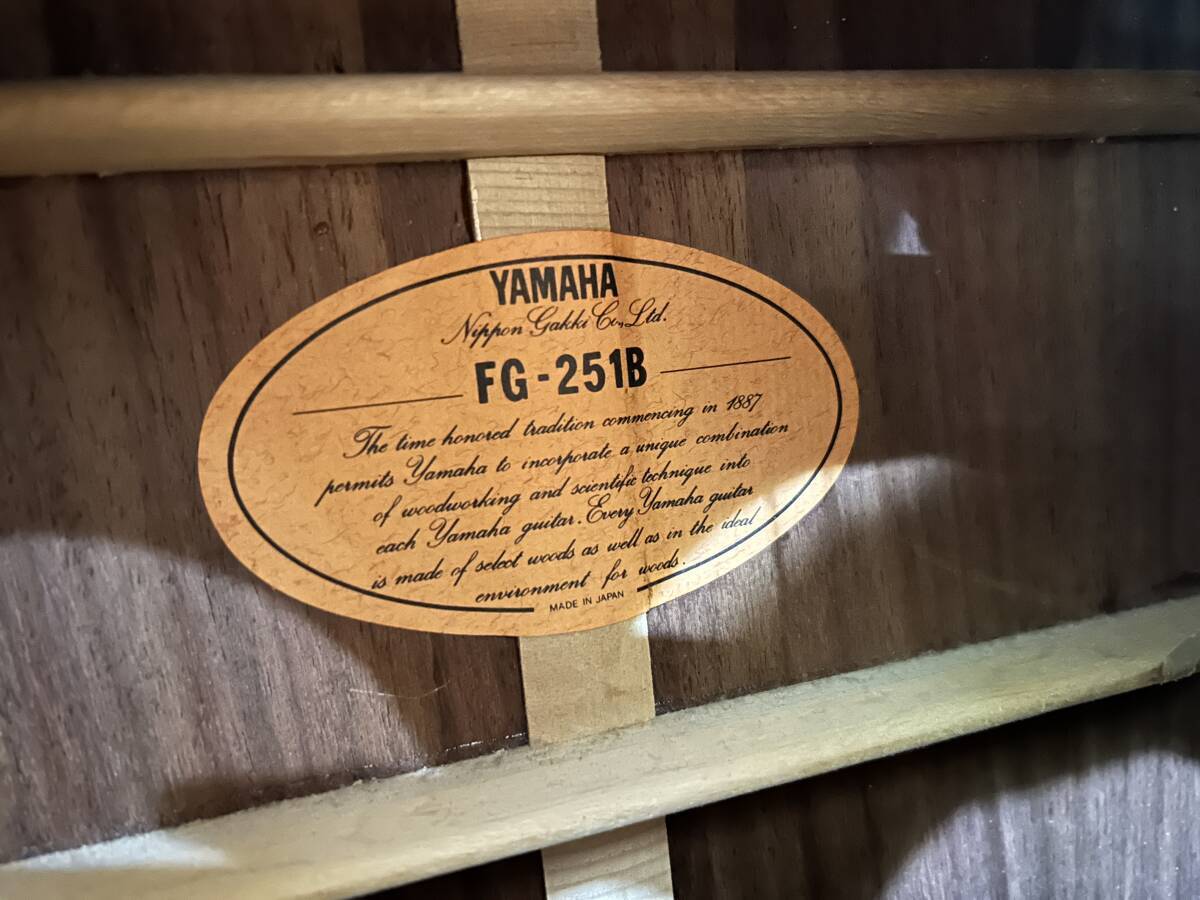 YAMAHA
Nippon Gakki Co., Ltd.
FG-251B
The time honored tradition commencing in 1887
permits Yamaha to incorporate a unique combination
of woodworking and scientific technique into
each Yamaha guitar. Every Yamaha guitar
is made of select woods as well as in the ideal
environment for woods.
MADE IN JAPAN